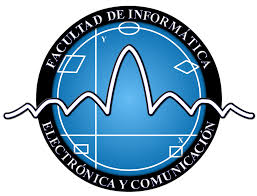 FACULTAD DE INFORMÁTICA
Y
X
ELECTRÓNICA Y COMUNICACIÓN